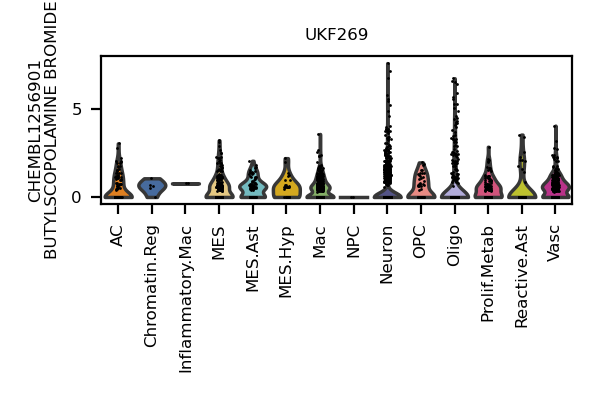 UKF269
CHEMBL1256901
BUTYLSCOPOLAMINE BROMIDE
5
0
AC
Chromatin.Reg
Inflammatory.Mac
MES
MES.Ast
MES.Hyp
Mac
NPC
Neuron
OPC
Oligo
Prolif.Metab
Reactive.Ast
Vasc